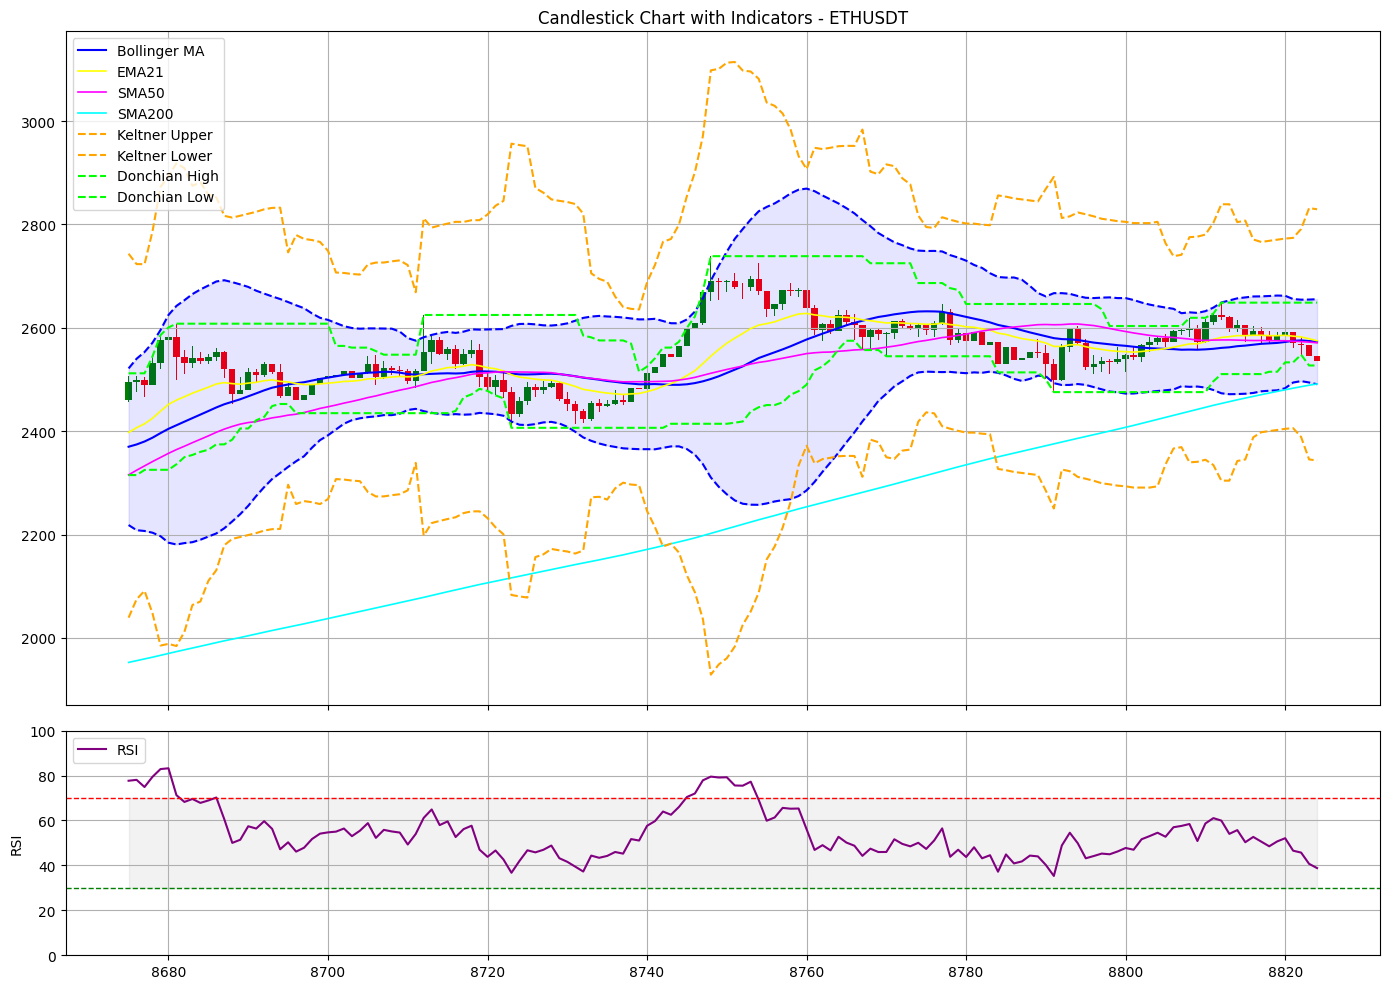 Candlestick Chart with Indicators - ETHUSDT
Bollinger MA
EMA21
SMA50
SMA200
Keltner Upper
Keltner Lower
Donchian High
Donchian Low
3000
2800
2600
2400
2200
2000
RSI
100
80
60
40
20
0
RSI
8680 8700 8720 8740 8760 8780 8800 8820